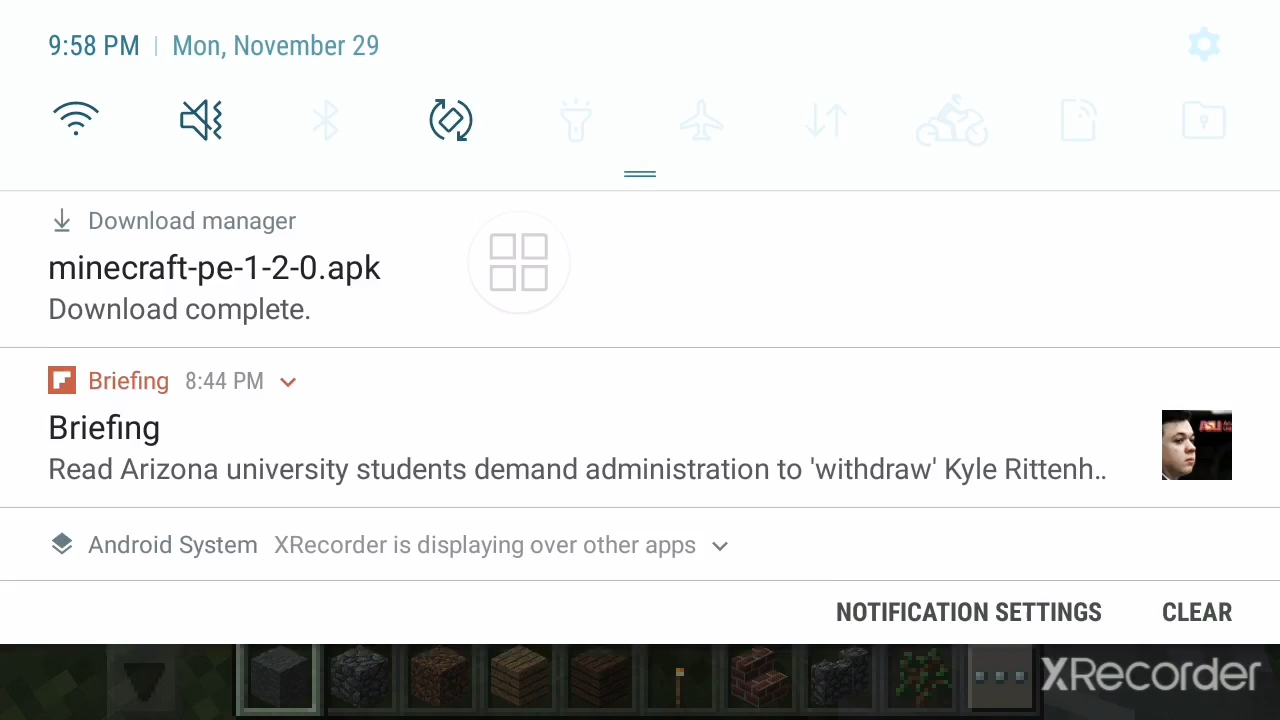 9:58 PM | Mon, November 29
Download manager
minecraft-pe-1-2-0.apk
Download complete.
Briefing 8:44 PM
Briefing
ASU
Read Arizona university students demand administration to 'withdraw' Kyle Rittenh..
Android System XRecorder is displaying over other apps
NOTIFICATION SETTINGS CLEAR
XRecorder